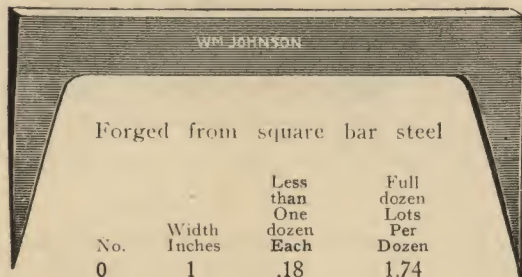 WM JOHNSON
Forged from square bar steel
Less Full
than dozen
One Lots
Width dozen Per
No. Inches Each Dozen
0 1 .18 1.74